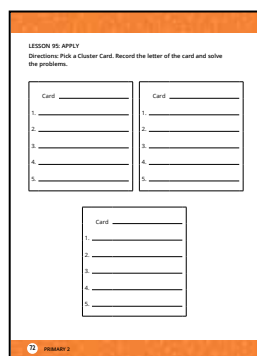 LESSON 95: APPLY
Directions: Pick a Cluster Card. Record the letter of the card and solve
the problems.
Card
1.
2.
3.
4.
5.
Card
1.
2.
3.
4.
5.
Card
1.
2.
3.
4.
5.
72 PRIMARY 2